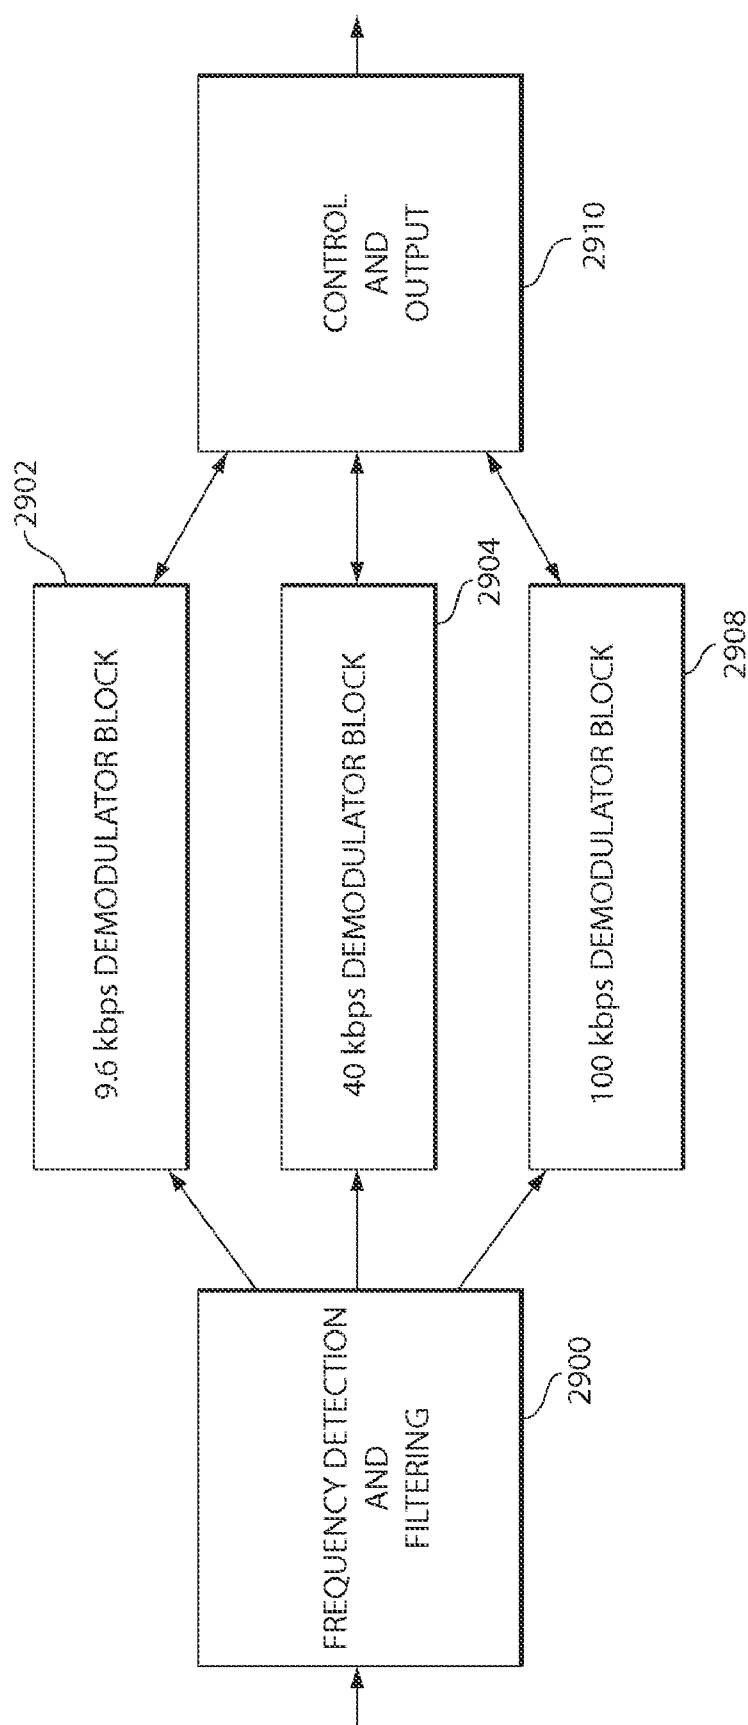 FREQUENCY DETECTION
AND
FILTERING
2900
9.6 kbps DEMODULATOR BLOCK
2902
40 kbps DEMODULATOR BLOCK
2904
100 kbps DEMODULATOR BLOCK
2908
CONTROL
AND
OUTPUT
2910